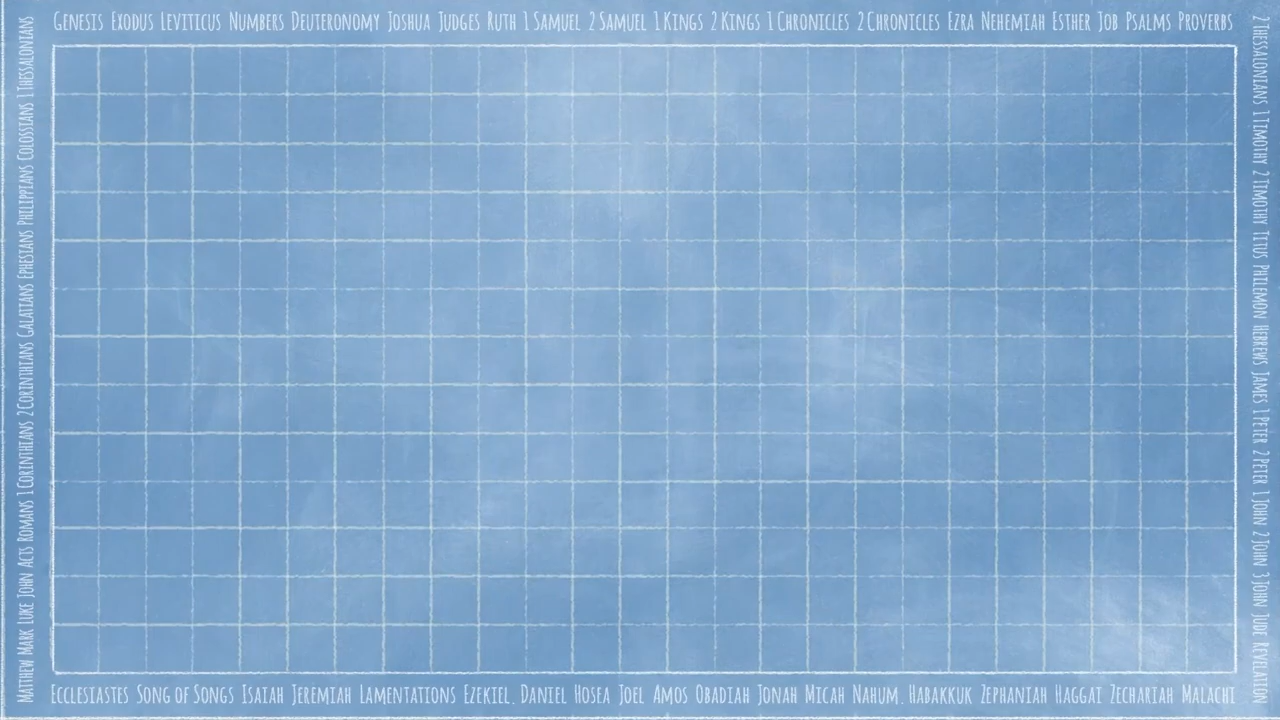 Genesis Exodus Leviticus Numbers Deuteronomy Joshua Judges Ruth 1 Samuel 2 Samuel 1 Kings 2 Kings 1 Chronicles 2 Chronicles Ezra Nehemiah Esther Job Psalms Proverbs
Ecclesiastes Song of Songs Isaiah Jeremiah Lamentations Ezekiel. Daniel Hosea Joel Amos Obadiah Jonah Micah Nahum. Habakkuk Zephaniah Haggai Zechariah Malachi
Matthew Mark Luke John Acts Romans 1 Corinthians 2 Corinthians Galatians Ephesians Philippians Colossians 1 Thessalonians
2 Thessalonians 1 Timothy 2 Timothy Titus Philemon Hebrews James 1 Peter 2 Peter 1 John 2 John 3 John Jude Revelation